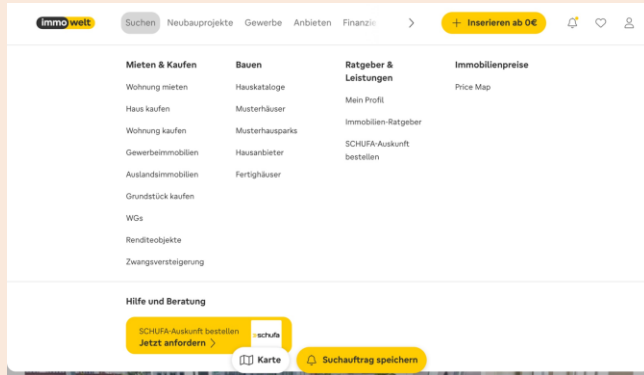 immowelt
Suchen Neubauprojekte Gewerbe Anbieten Finanzie
+ Inserieren ab 0€
Mieten & Kaufen
Wohnung mieten
Haus kaufen
Wohnung kaufen
Gewerbeimmobilien
Auslandsimmobilien
Grundstück kaufen
WGs
Renditeobjekte
Zwangsversteigerung
Bauen
Hauskataloge
Musterhäuser
Musterhausparks
Hausanbieter
Fertighäuser
Ratgeber &
Leistungen
Mein Profil
Immobilien-Ratgeber
SCHUFA-Auskunft
bestellen
Immobilienpreise
Price Map
Hilfe und Beratung
SCHUFA-Auskunft bestellen
Jetzt anfordern
schufa
Karte
Suchauftrag speichern